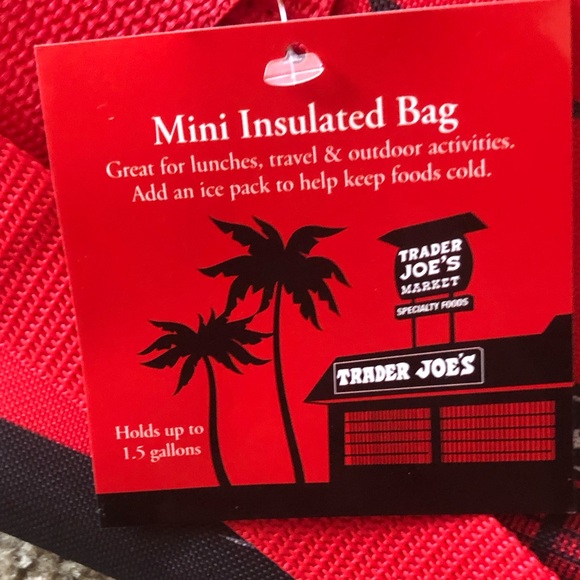 Mini Insulated Bag
Great for lunches, travel & outdoor activities.
Add an ice pack to help keep foods cold.
TRADER
JOE'S
MARKET
SPECIALTY FOODS
TRADER JOE'S
Holds up to
1.5 gallons